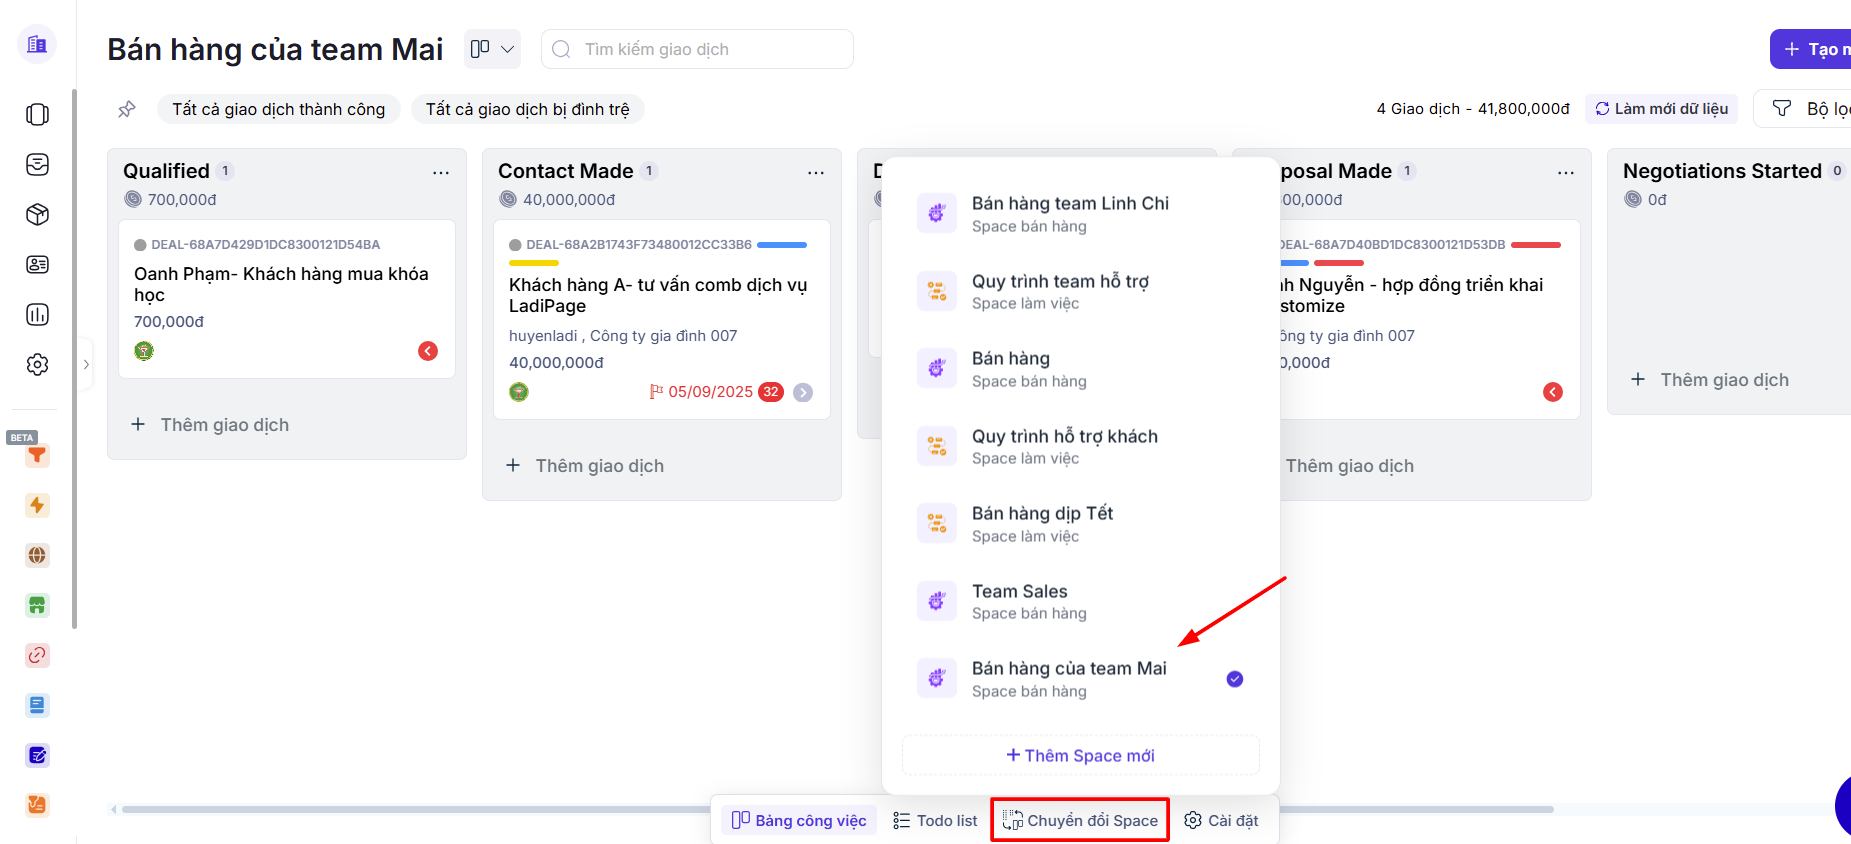 Bán hàng của team Mai
Tìm kiếm giao dịch
Tạo
Tất cả giao dịch thành công
Tất cả giao dịch bị đình trệ
4 Giao dịch - 41,800,000đ
Làm mới dữ liệu
Bộ
Qualified 1
700,000đ
DEAL-68A7D429D1DC8300121D54BA
Oanh Phạm- Khách hàng mua khóa
học
700,000đ
Thêm giao dịch
Contact Made 1
40,000,000đ
DEAL-68A2B1743F73480012CC33B6
Khách hàng A- tư vấn comb dịch vụ
LadiPage
huyenladi , Công ty gia đình 007
40,000,000đ
05/09/2025 32
Thêm giao dịch
posal Made 1
00,000đ
DEAL-68A7D40BD1DC8300121D53DB
nh Nguyễn - hợp đồng triển khai
stomize
ông ty gia đình 007
0,000đ
Thêm giao dịch
Negotiations Started 0
0đ
Thêm giao dịch
BETA
Bán hàng team Linh Chi
Space bán hàng
Quy trình team hỗ trợ
Space làm việc
Bán hàng
Space bán hàng
Quy trình hỗ trợ khách
Space làm việc
Bán hàng dịp Tết
Space làm việc
Team Sales
Space bán hàng
Bán hàng của team Mai
Space bán hàng
Thêm Space mới
Bảng công việc
Todo list
Chuyển đổi Space
Cài đặt